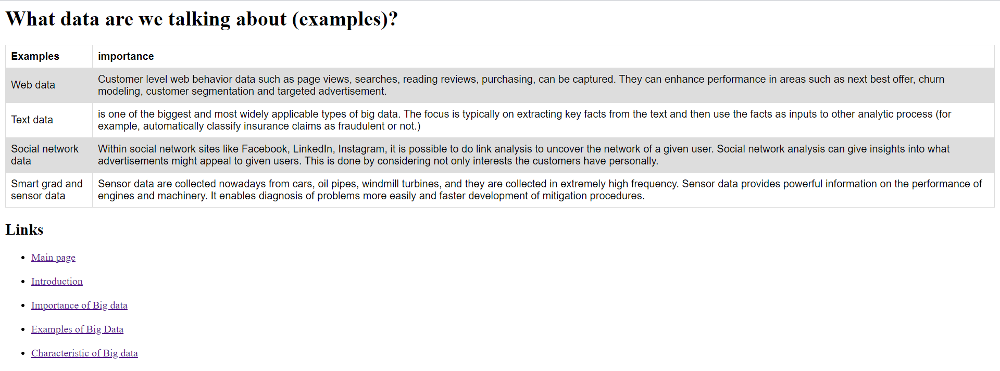 What data are we talking about (examples)?
Examples
importance
Web data
Customer level web behavior data such as page views, searches, reading reviews, purchasing, can be captured. They can enhance performance in areas such as next best offer, churn
modeling, customer segmentation and targeted advertisement.
Text data
is one of the biggest and most widely applicable types of big data. The focus is typically on extracting key facts from the text and then use the facts as inputs to other analytic process (for
example, automatically classify insurance claims as fraudulent or not.)
Social network
data
Within social network sites like Facebook, LinkedIn, Instagram, it is possible to do link analysis to uncover the network of a given user. Social network analysis can give insights into what
advertisements might appeal to given users. This is done by considering not only interests the customers have personally.
Smart grad and
sensor data
Sensor data are collected nowadays from cars, oil pipes, windmill turbines, and they are collected in extremely high frequency. Sensor data provides powerful information on the performance of
engines and machinery. It enables diagnosis of problems more easily and faster development of mitigation procedures.
Links
Main page
Introduction
Importance of Big data
Examples of Big Data
Characteristic of Big data